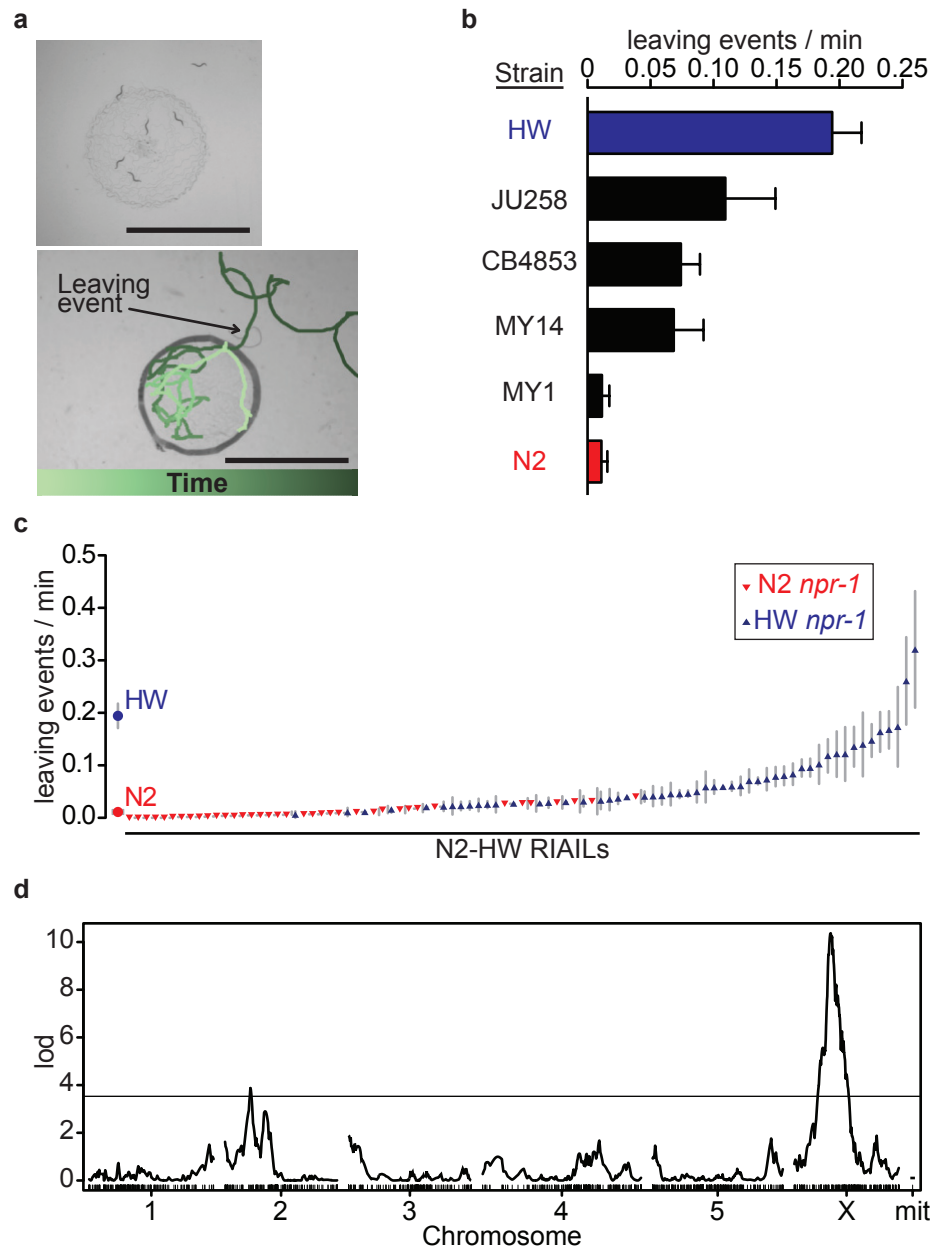 a
Leaving
event
Time
b
leaving events / min
Strain
0 0.05 0.10 0.15 0.20 0.25
HW
JU258
CB4853
MY14
MY1
N2
c
leaving events / min
0.5
0.4
0.3
0.2
0.1
0.0
HW
N2
N2 npr-1
HW npr-1
N2-HW RIAILs
d
lod
10
8
6
4
2
0
1 2 3 4 5 X mit
Chromosome